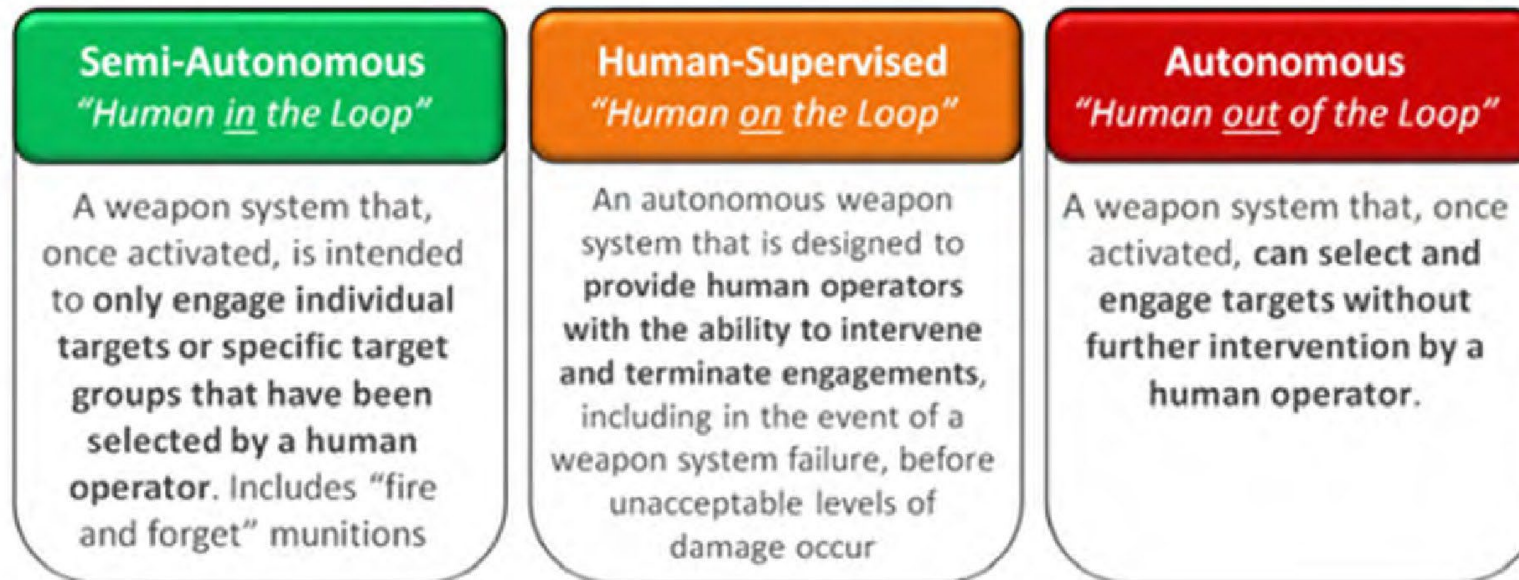 Semi-Autonomous
"Human in the Loop"
A weapon system that,
once activated, is intended
to only engage individual
targets or specific target
groups that have been
selected by a human
operator. Includes "fire
and forget" munitions
Human-Supervised
"Human on the Loop"
An autonomous weapon
system that is designed to
provide human operators
with the ability to intervene
and terminate engagements,
including in the event of a
weapon system failure, before
unacceptable levels of
damage occur
Autonomous
"Human out of the Loop"
A weapon system that, once
activated, can select and
engage targets without
further intervention by a
human operator.